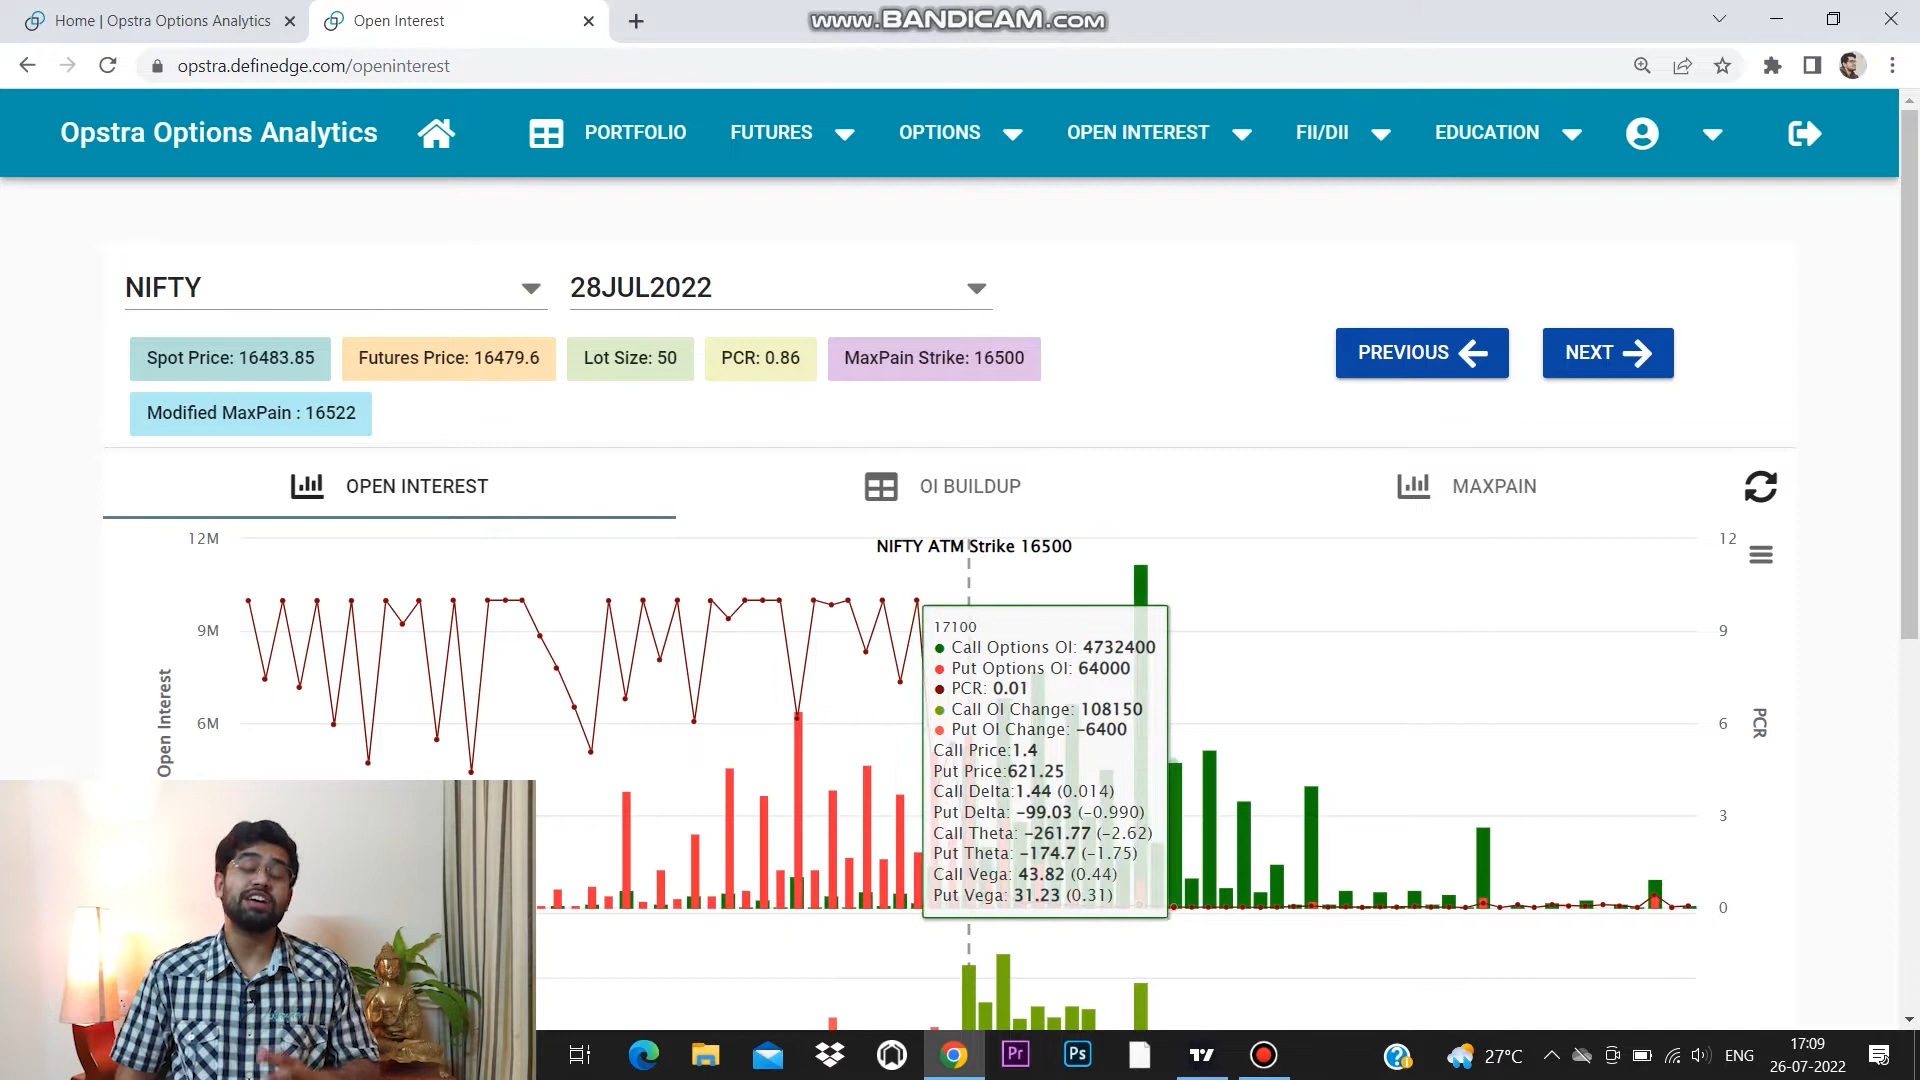 Home | Opstra Options Analytics
Open Interest
www.BANDICAM.com
opstra.definedge.com/openinterest
Opstra Options Analytics
PORTFOLIO
FUTURES
OPTIONS
OPEN INTEREST
FII/DII
EDUCATION
NIFTY
28JUL2022
Spot Price: 16483.85
Futures Price: 16479.6
Lot Size: 50
PCR: 0.86
MaxPain Strike: 16500
PREVIOUS
NEXT
Modified MaxPain : 16522
OPEN INTEREST
OI BUILDUP
MAXPAIN
12M
NIFTY ATM Strike 16500
12
9M
9
6M
6
3
0
Open Interest
PCR
17100
Call Options OI: 4732400
Put Options OI: 64000
PCR: 0.01
Call OI Change: 108150
Put OI Change: -6400
Call Price:1.4
Put Price:621.25
Call Delta:1.44 (0.014)
Put Delta: -99.03 (-0.990)
Call Theta: -261.77 (-2.62)
Put Theta: -174.7 (-1.75)
Call Vega: 43.82 (0.44)
Put Vega: 31.23 (0.31)
Pr
Ps
27°C
ENG
17:09
26-07-2022